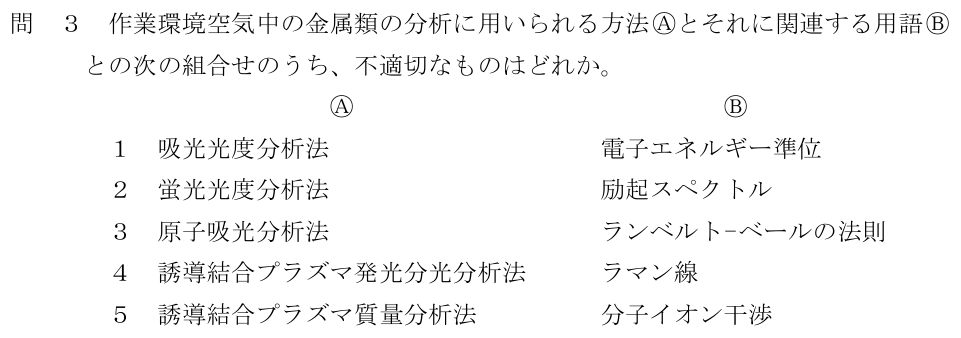 問　３　作業環境空気中の金属類の分析に用いられる方法Ⓐとそれに関連する用語Ⓑ
との次の組合せのうち、不適切なものはどれか。
Ⓐ　Ⓑ
１　吸光光度分析法　電子エネルギー準位
２　蛍光光度分析法　励起スペクトル
３　原子吸光分析法　ランベルト-ベールの法則
４　誘導結合プラズマ発光分光分析法　ラマン線
５　誘導結合プラズマ質量分析法　分子イオン干渉